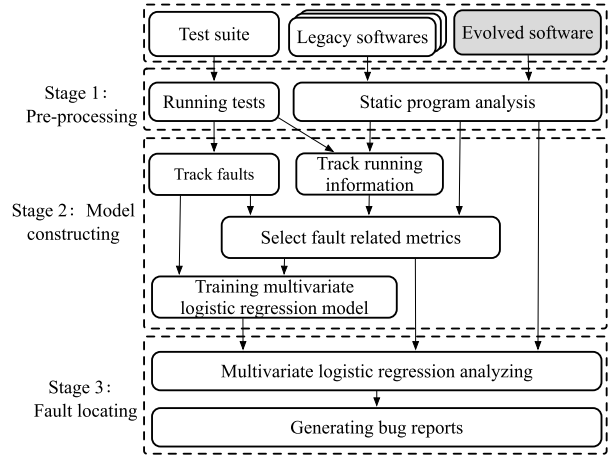 Test suite
Legacy softwares
Evolved software
Stage 1：
Pre-processing
Running tests
Static program analysis
Track faults
Track running
information
Stage 2： Model
constructing
Select fault related metrics
Training multivariate
logistic regression model
Stage 3：
Fault locating
Multivariate logistic regression analyzing
Generating bug reports